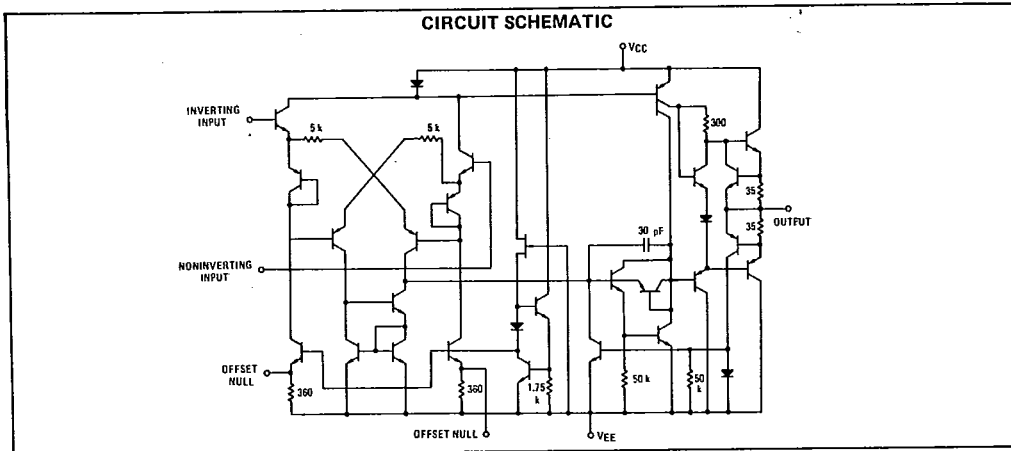 CIRCUIT SCHEMATIC
VCC
INVERTING
INPUT
5 k
5 k
300
35
OUTPUT
35
30 pF
NONINVERTING
INPUT
OFFSET
NULL
360
360
1.75
k
50 k
50
k
OFFSET NULL
VEE